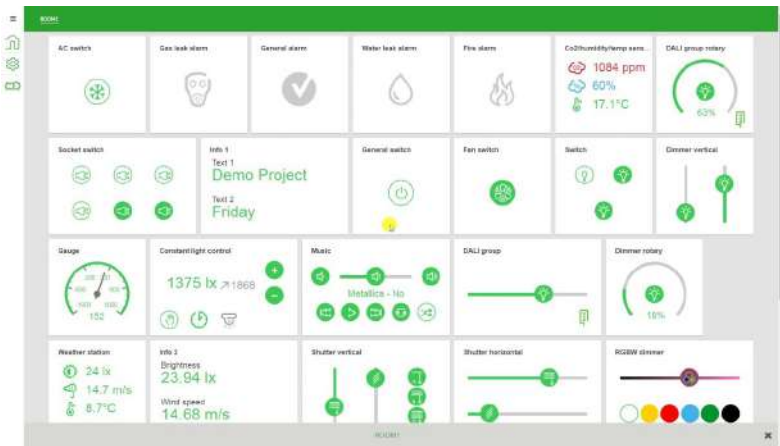 ROOM1
AC switch
Gas leak alarm
General alarm
Water leak alarm
Fire alarm
Co2/humidity/temp sens...
DALI group rotary
1084 ppm
60%
17.1°C
63%
Socket switch
Info 1
Text 1
Demo Project
Text 2
Friday
General switch
Fan switch
Switch
Dimmer vertical
Gauge
152
Constant light control
1375 lx
1868
Music
Metallica - No
DALI group
Dimmer rotary
18%
Weather station
24 lx
14.7 m/s
8.7°C
Brightness
23.94 lx
Wind speed
14.68 m/s
Shutter vertical
Shutter horizontal
RGBW dimmer
ROOM1